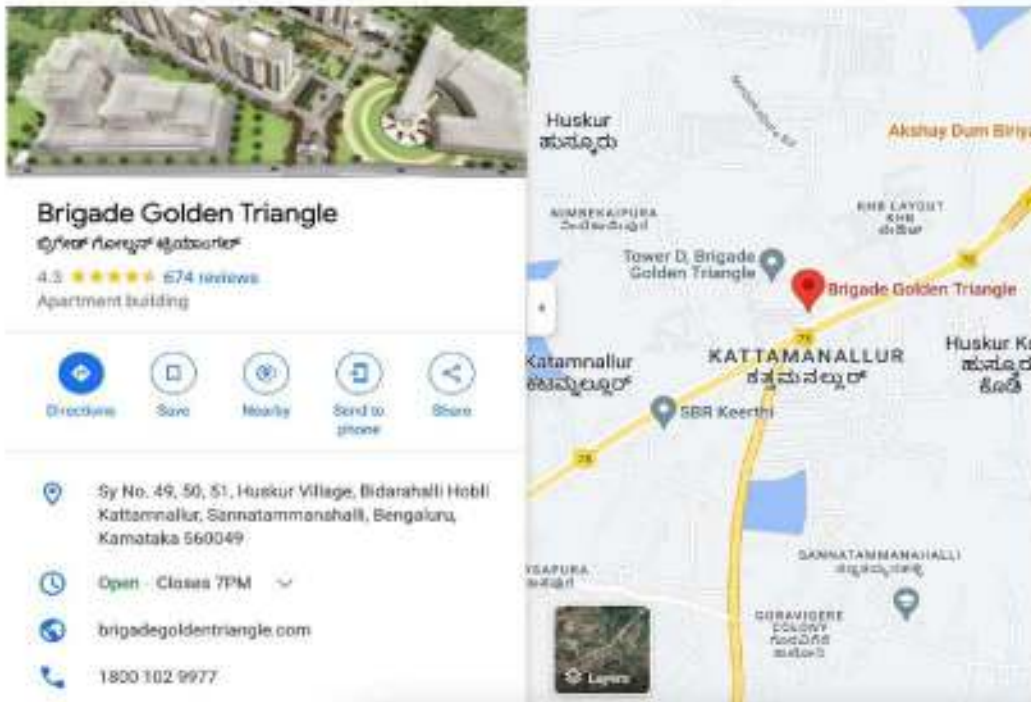 Brigade Golden Triangle
4.3 674 reviews
Apartment building
Directions
Save
Nearby
Send to
phone
Share
Sy No. 49, 50, 51, Huskur Village, Bidarahalli Hobli
Kattamnallur, Sannatammanahalli, Bengaluru,
Karnataka 560049
Open · Closes 7PM
brigadegoldentriangle.com
1800 102 9977
Huskur
ಹುಸ್ಕೂರು
Akshay Dum Biriy
NIMBEKAIPURA
KHB LAYOUT
KHB
Tower D, Brigade
Golden Triangle
Brigade Golden Triangle
75
75
Katamnallur
KATTAMANALLUR
Huskur K
ಹುಸ್ಕೂರು
ಕೋಡಿ
SBR Keerthi
75
SANNATAMMANAHALLI
GORAVIGERE
COLONY
Layers